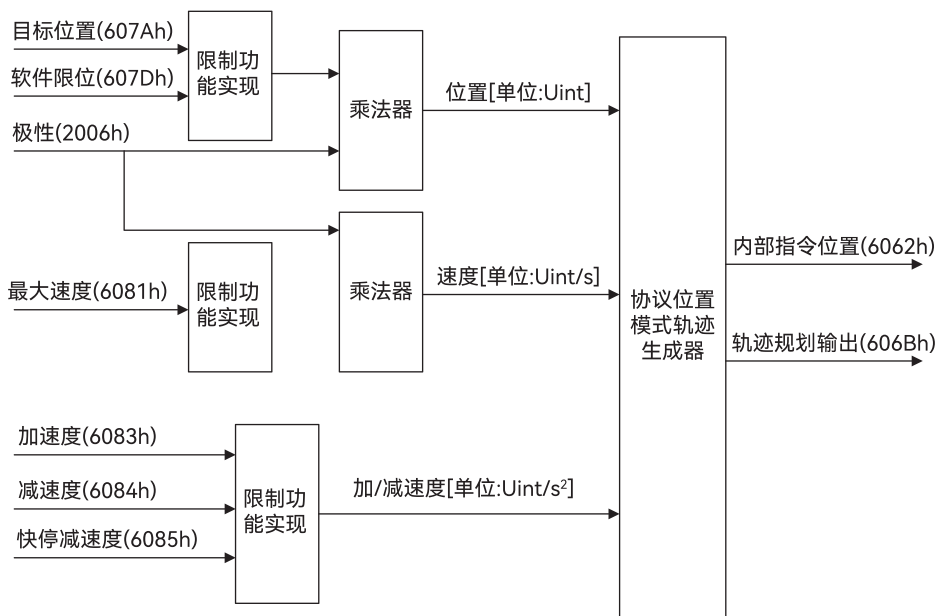 目标位置(607Ah)
软件限位(607Dh)
极性(2006h)
限制功
能实现
乘法器
位置[单位:Uint]
最大速度(6081h)
限制功
能实现
乘法器
速度[单位:Uint/s]
加速度(6083h)
减速度(6084h)
快停减速度(6085h)
限制功
能实现
加/减速度[单位:Uint/s²]
协议位置
模式轨迹
生成器
内部指令位置(6062h)
轨迹规划输出(606Bh)